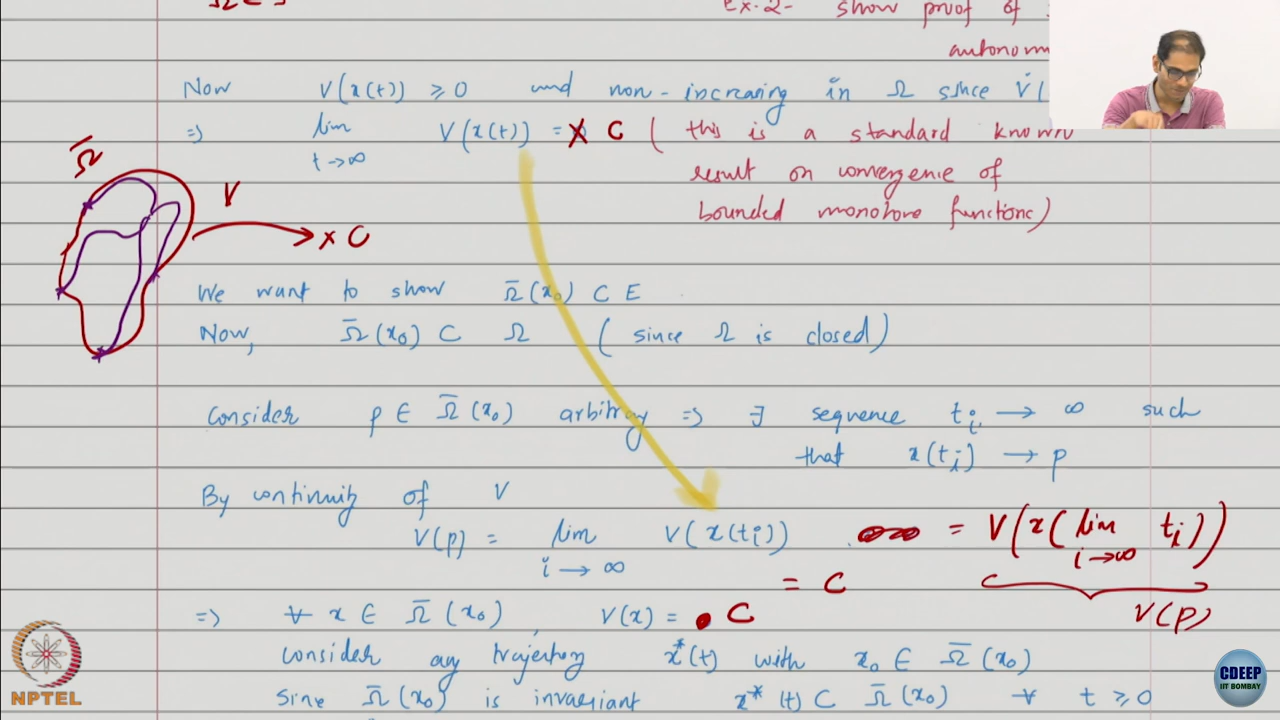 Ex. 2 - show proof of
autonom
Now V(x(t)) ≥ 0 and non-increasing in Ω since V̇(
⇒ lim t→∞ V(x(t)) = C ( this is a standard known
result on convergenie of
bounded monotore functions)
Ω̄
V
x C
We want to show Ω̄(x₀) ⊂ E
Now, Ω̄(x₀) ⊂ Ω ( since Ω is closed)
consider p ∈ Ω̄(x₀) arbitrary ⇒ ∃ sequence tᵢ → ∞ such
that x(tᵢ) → p
By continuity of V
V(p) = lim i→∞ V(x(tᵢ)) = V(x(lim i→∞ tᵢ))
= C
V(p)
⇒ ∀ x ∈ Ω̄(x₀), V(x) = C
consider any trajectory x*(t) with x₀ ∈ Ω̄(x₀)
Since Ω̄(x₀) is invariant x*(t) ⊂ Ω̄(x₀) ∀ t ≥ 0
NPTEL
CDEEP
IIT BOMBAY